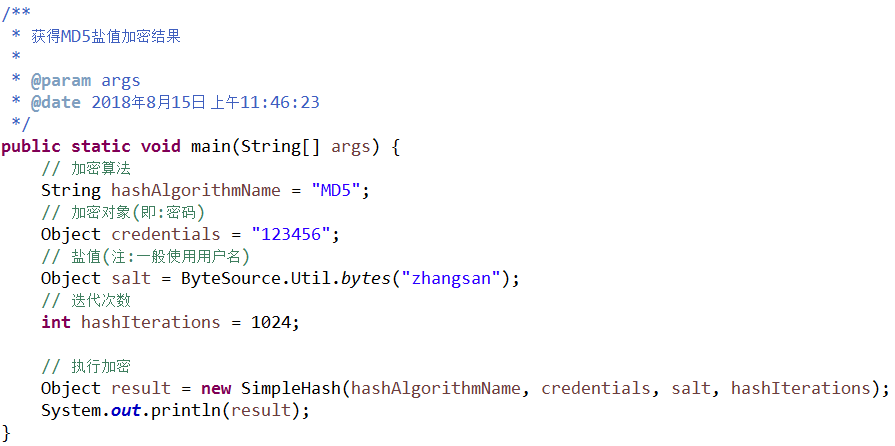 /**
 * 获得MD5盐值加密结果
 *
 * @param args
 * @date 2018年8月15日 上午11:46:23
 */
public static void main(String[] args) {
    // 加密算法
    String hashAlgorithmName = "MD5";
    // 加密对象(即:密码)
    Object credentials = "123456";
    // 盐值(注:一般使用用户名)
    Object salt = ByteSource.Util.bytes("zhangsan");
    // 迭代次数
    int hashIterations = 1024;

    // 执行加密
    Object result = new SimpleHash(hashAlgorithmName, credentials, salt, hashIterations);
    System.out.println(result);
}